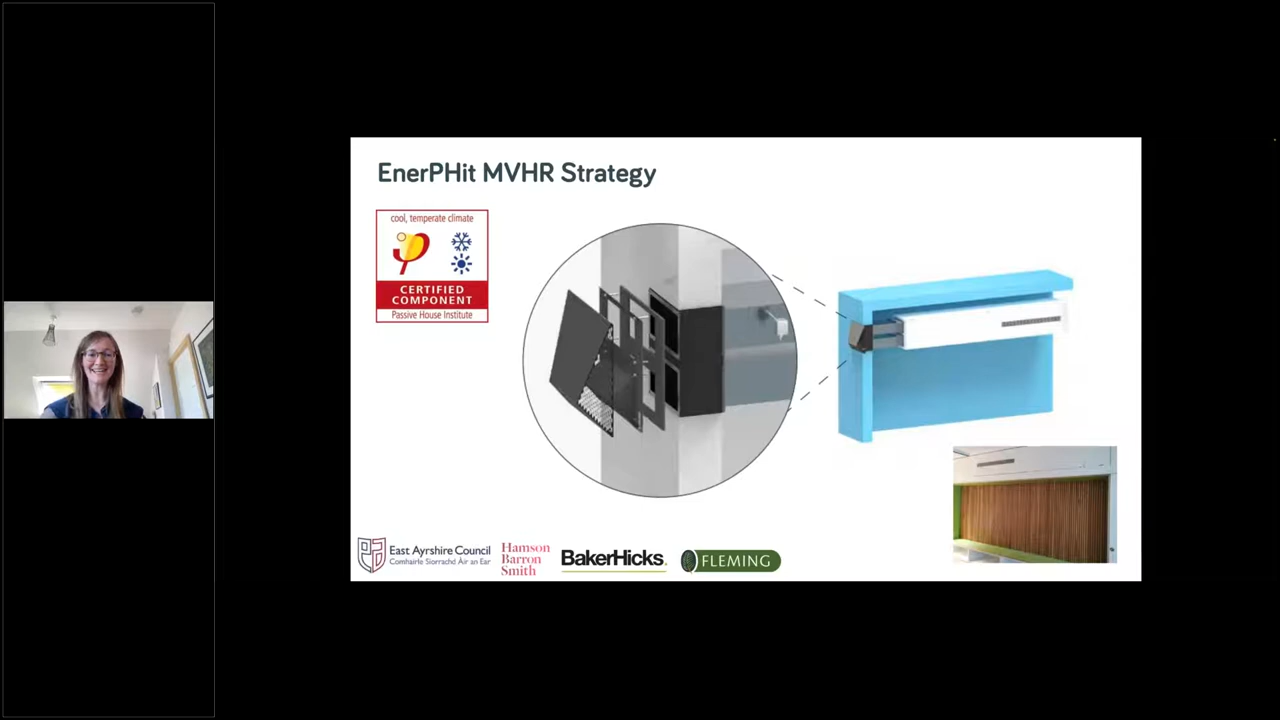 EnerPHit MVHR Strategy
cool, temperate climate
CERTIFIED
COMPONENT
Passive House Institute
East Ayrshire Council
Comhairle Siorrachd Àir an Ear
Hamson
Barron
Smith
BakerHicks.
FLEMING